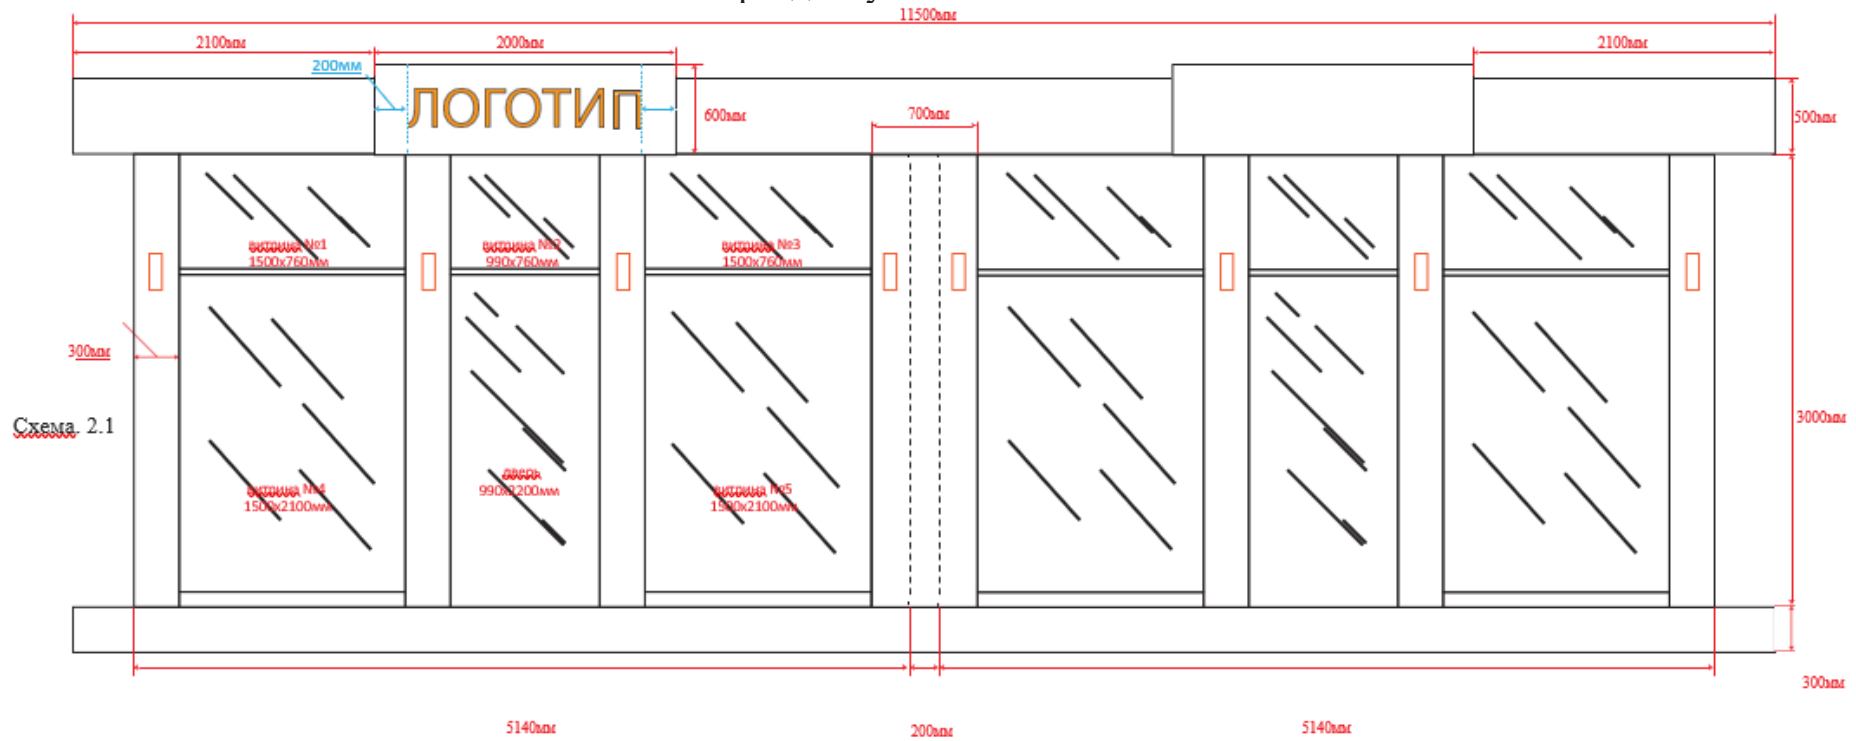 11500мм
2100мм
2000мм
2100мм
200мм
ЛОГОТИП
600мм
700мм
500мм
витрина №1
1500х760мм
витрина №2
990х760мм
витрина №3
1500х760мм
300мм
Схема. 2.1
3000мм
витрина №4
1500х2100мм
дверь
990х2200мм
витрина №5
1500х2100мм
300мм
5140мм
200мм
5140мм